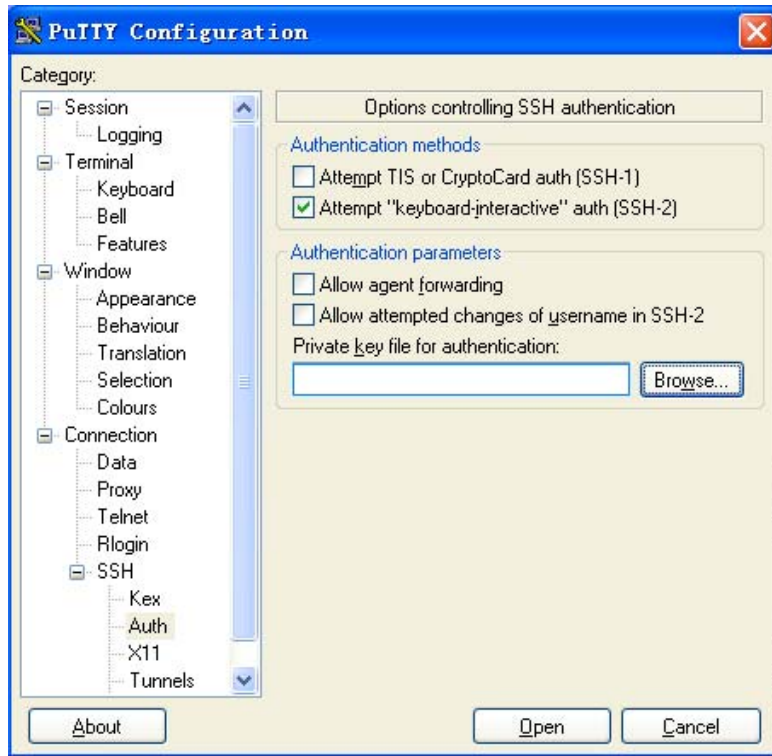 PuTTY Configuration
Category:
Session
Logging
Terminal
Keyboard
Bell
Features
Window
Appearance
Behaviour
Translation
Selection
Colours
Connection
Data
Proxy
Telnet
Rlogin
SSH
Kex
Auth
X11
Tunnels
Options controlling SSH authentication
Authentication methods
Attempt TIS or CryptoCard auth (SSH-1)
Attempt "keyboard-interactive" auth (SSH-2)
Authentication parameters
Allow agent forwarding
Allow attempted changes of username in SSH-2
Private key file for authentication:
Browse...
About
Open
Cancel